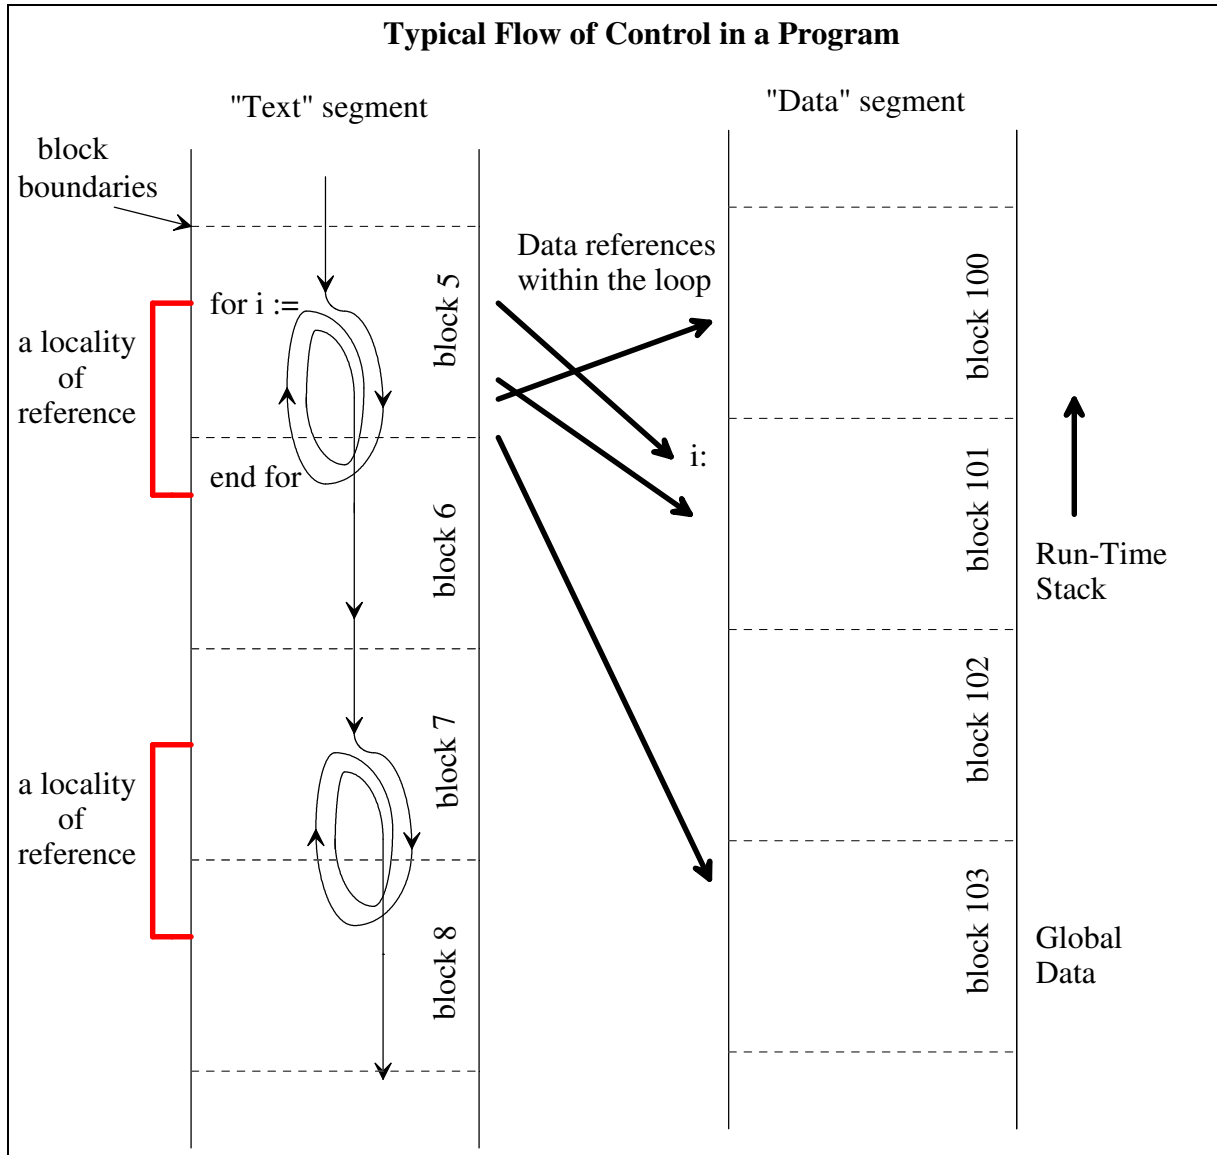 Typical Flow of Control in a Program
"Text" segment
"Data" segment
block
boundaries
Data references
within the loop
for i :=
block 5
block 100
a locality
of
reference
i:
end for
block 6
block 101
Run-Time
Stack
block 102
block 7
a locality
of
reference
block 8
block 103
Global
Data